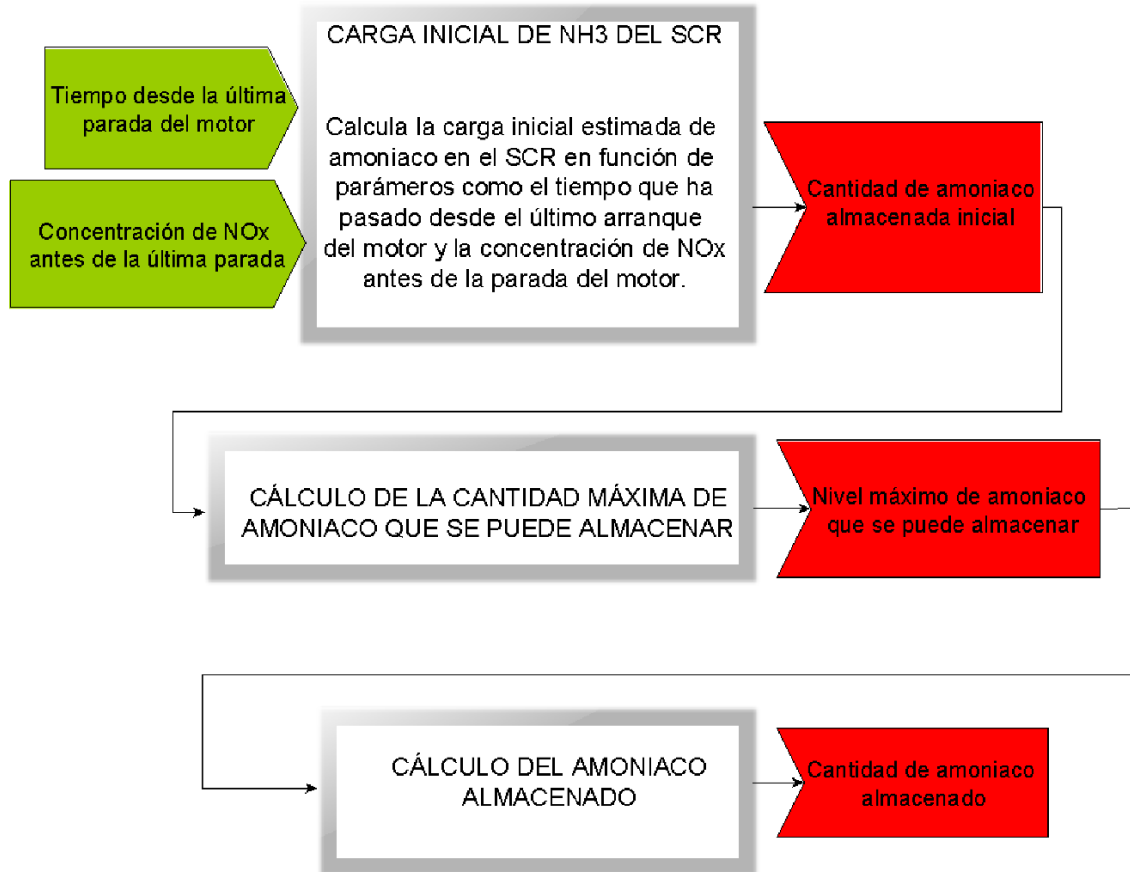 CARGA INICIAL DE NH3 DEL SCR
Tiempo desde la última
parada del motor
Concentración de NOx
antes de la última parada
Calcula la carga inicial estimada de
amoniaco en el SCR en función de
parámeros como el tiempo que ha
pasado desde el último arranque
del motor y la concentración de NOx
antes de la parada del motor.
Cantidad de amoniaco
almacenada inicial
CÁLCULO DE LA CANTIDAD MÁXIMA DE
AMONIACO QUE SE PUEDE ALMACENAR
Nivel máximo de amoniaco
que se puede almacenar
CÁLCULO DEL AMONIACO
ALMACENADO
Cantidad de amoniaco
almacenado